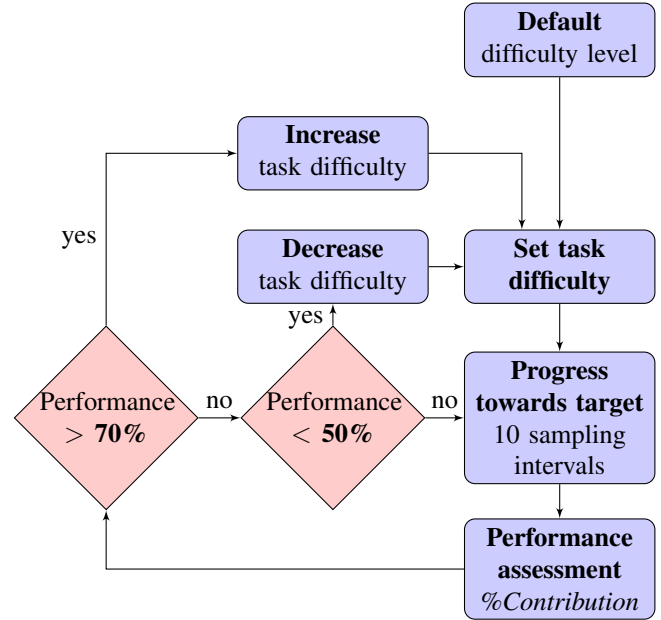 Default
difficulty level
Increase
task difficulty
yes
Decrease
task difficulty
Set task
difficulty
yes
Performance
> 70%
no
Performance
< 50%
no
Progress
towards target
10 sampling
intervals
Performance
assessment
%Contribution